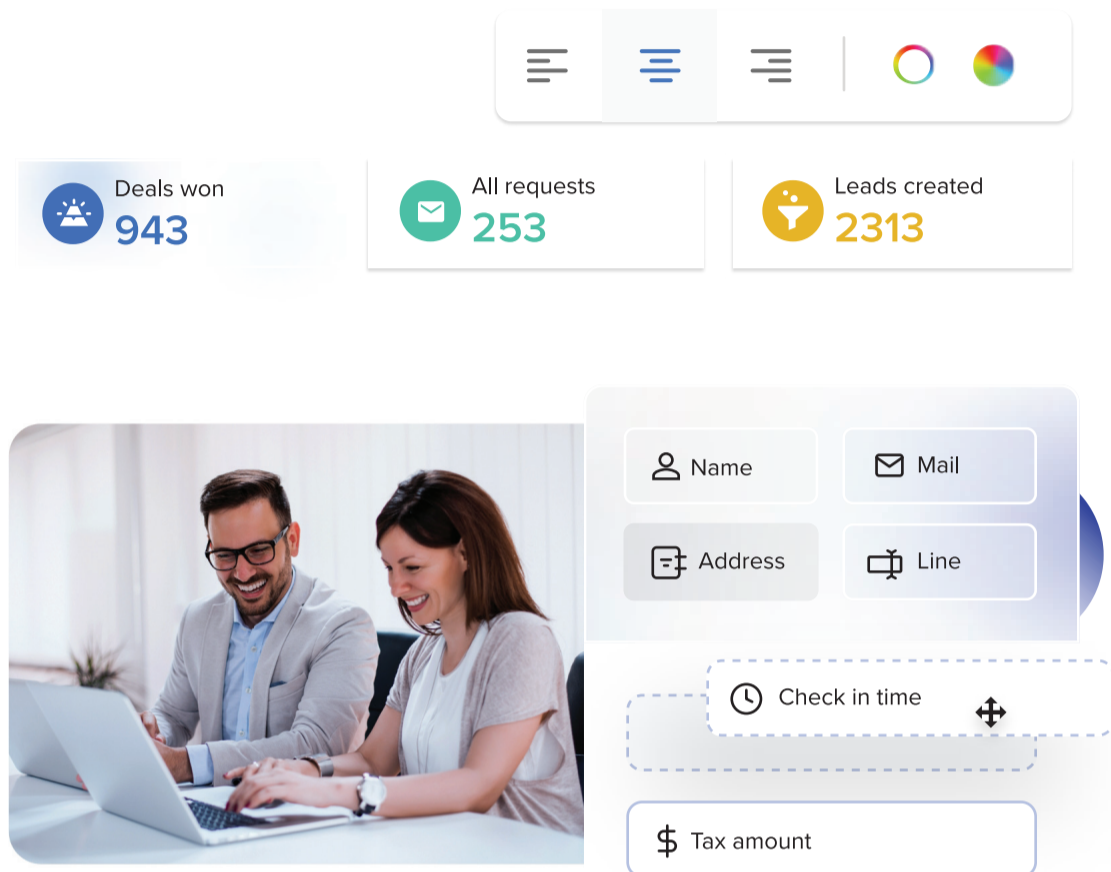 Deals won
943
All requests
253
Leads created
2313
Name
Mail
Address
Line
Check in time
Tax amount